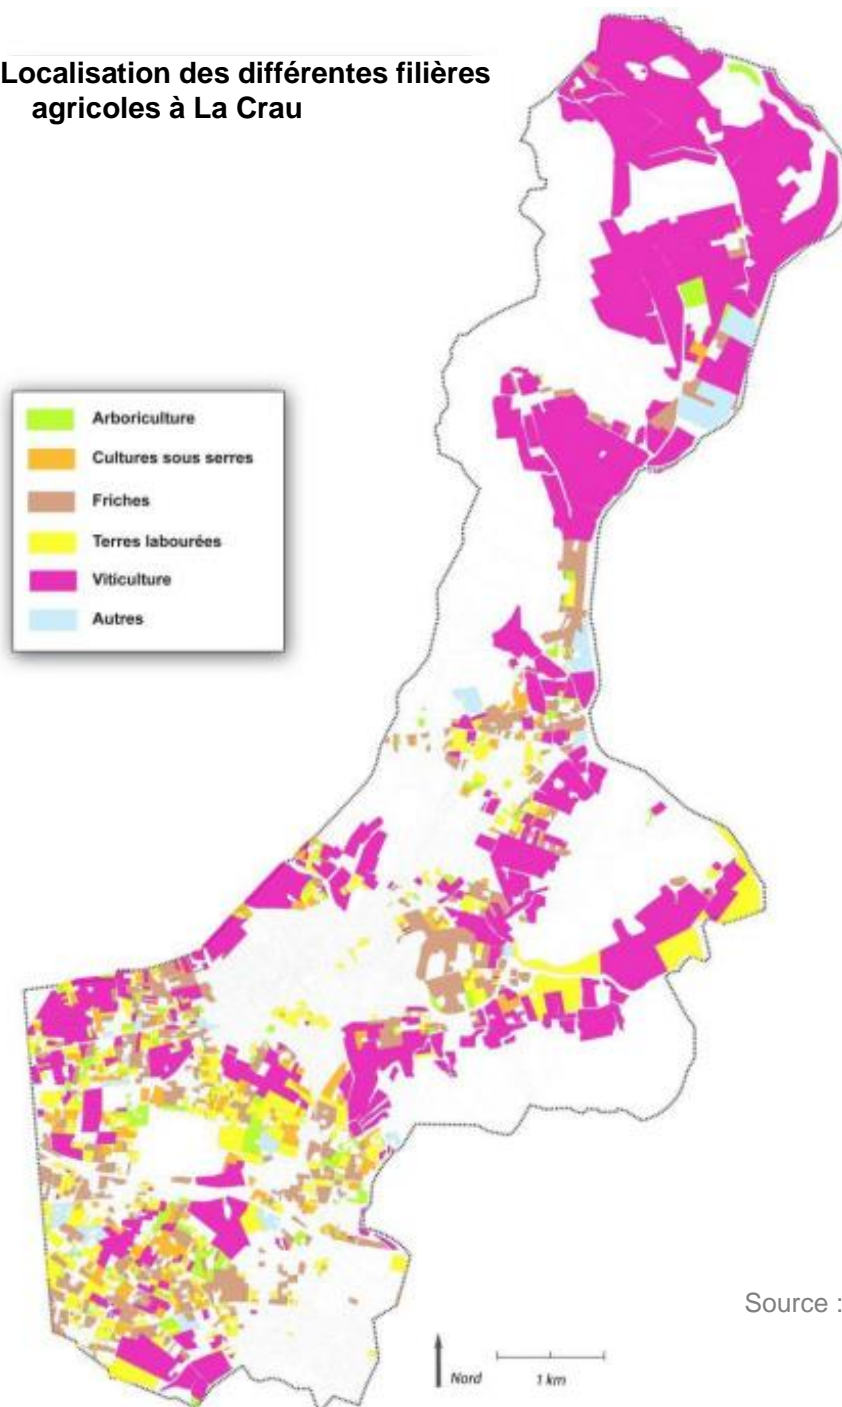 Localisation des différentes filières
agricoles à La Crau
Arboriculture
Cultures sous serres
Friches
Terres labourées
Viticulture
Autres
Source :
Nord
1 km